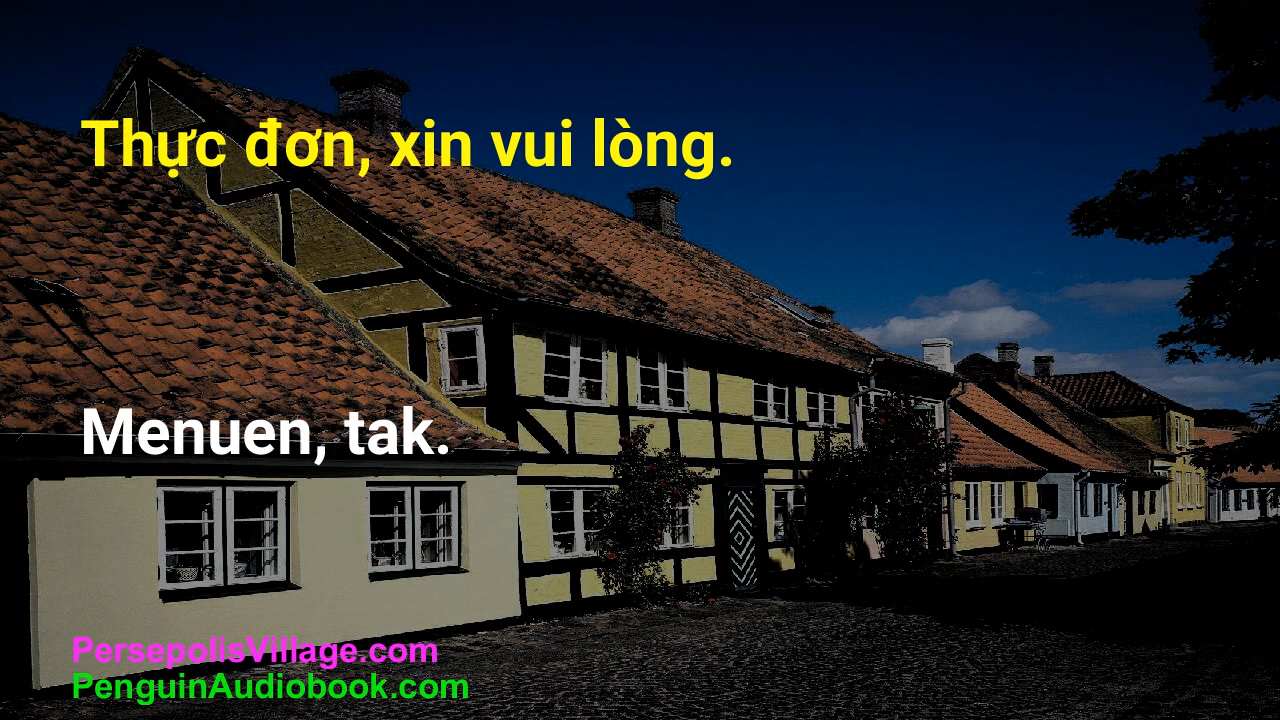 Thực đơn, xin vui lòng.
Menuen, tak.
PersepolisVillage.com
PenguinAudiobook.com